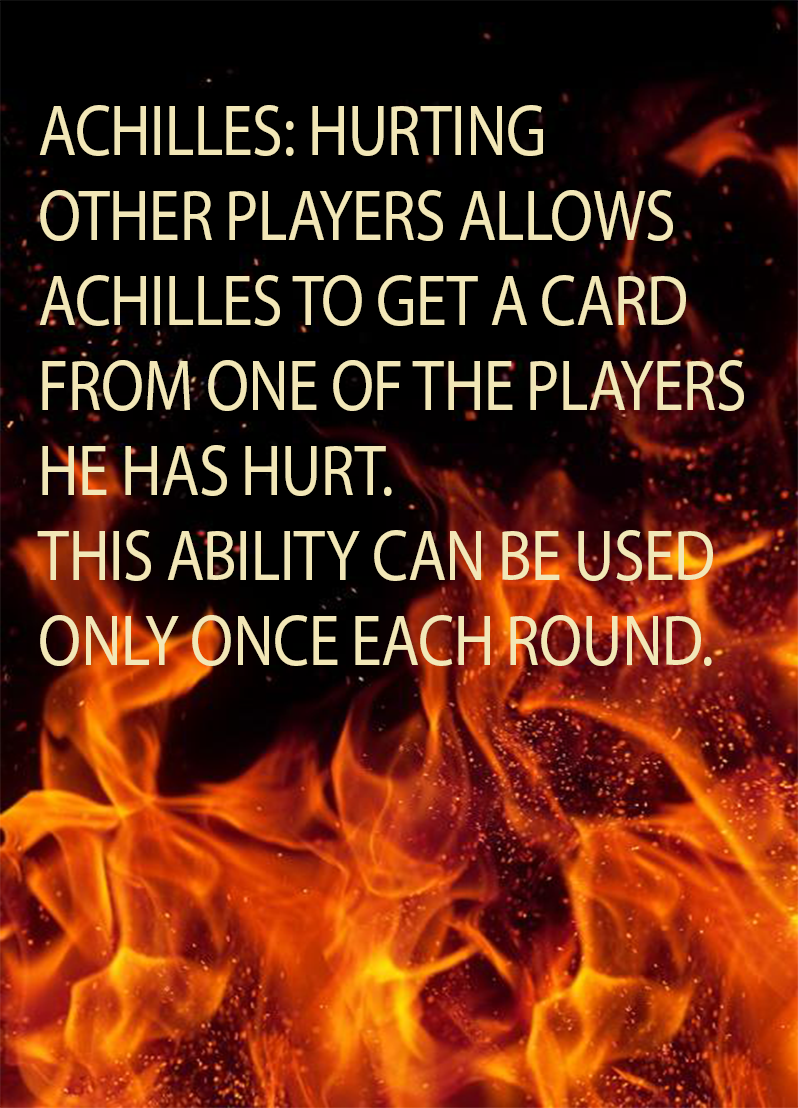 ACHILLES: HURTING
OTHER PLAYERS ALLOWS
ACHILLES TO GET A CARD
FROM ONE OF THE PLAYERS
HE HAS HURT.
THIS ABILITY CAN BE USED
ONLY ONCE EACH ROUND.